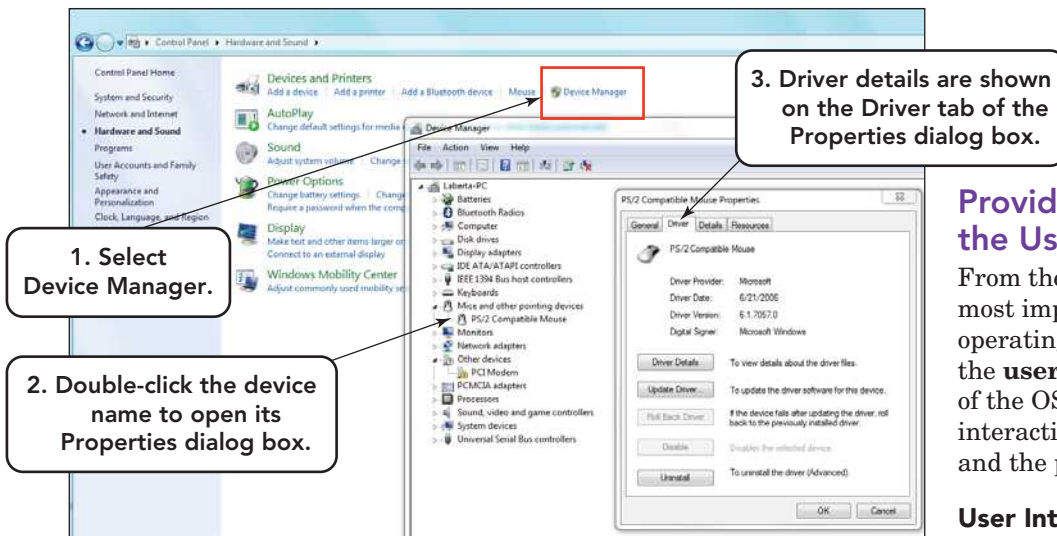 Control Panel ▸ Hardware and Sound ▸
Control Panel Home
System and Security
Network and Internet
Hardware and Sound
Programs
User Accounts and Family
Safety
Appearance and
Personalization
Clock, Language, and Region
Devices and Printers
Add a device
Add a printer
Add a Bluetooth device
Mouse
Device Manager
AutoPlay
Change default settings for media
Sound
Adjust system volume
Change
Power Options
Change battery settings
Change
Require a password when the comp
Display
Make text and other items larger or
Connect to an external display
Windows Mobility Center
Adjust commonly used mobility se
1. Select
Device Manager.
2. Double-click the device
name to open its
Properties dialog box.
3. Driver details are shown
on the Driver tab of the
Properties dialog box.
Device Manager
File Action View Help
Laberta-PC
Batteries
Bluetooth Radios
Computer
Disk drives
Display adapters
IDE ATA/ATAPI controllers
IEEE 1394 Bus host controllers
Keyboards
Mice and other pointing devices
PS/2 Compatible Mouse
Monitors
Network adapters
Other devices
PCI Modem
PCMCIA adapters
Processors
Sound, video and game controllers
System devices
Universal Serial Bus controllers
PS/2 Compatible Mouse Properties
General Driver Details Resources
PS/2 Compatible Mouse
Driver Provider: Microsoft
Driver Date: 6/21/2006
Driver Version: 6.1.7057.0
Digital Signer: Microsoft Windows
Driver Details To view details about the driver files.
Update Driver... To update the driver software for this device.
Roll Back Driver If the device fails after updating the driver, roll
back to the previously installed driver.
Disable Disables the selected device.
Uninstall To uninstall the driver (Advanced).
OK Cancel
Provid
the Us
From the
most imp
operating
the user
of the OS
interacti
and the p
User Int